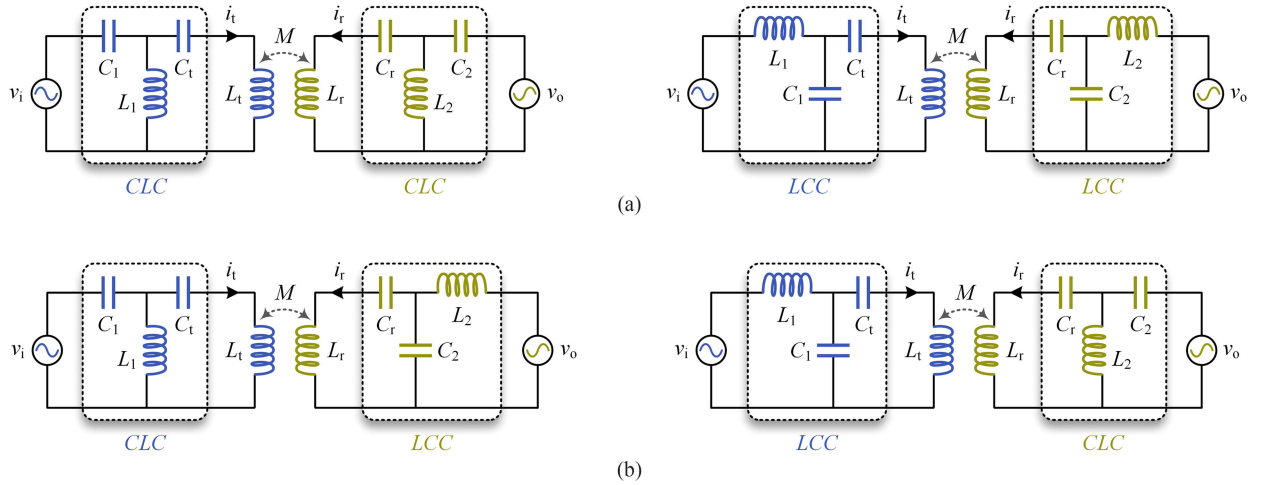 i_t M i_r i_t M i_r
C_1 C_t C_r C_2 L_1 C_t C_r L_2
v_i L_1 L_t L_r L_2 v_o v_i C_1 L_t L_r C_2 v_o
CLC CLC LCC LCC
(a)
i_t M i_r i_t M i_r
C_1 C_t C_r L_2 L_1 C_t C_r C_2
v_i L_1 L_t L_r C_2 v_o v_i C_1 L_t L_r L_2 v_o
CLC LCC LCC CLC
(b)